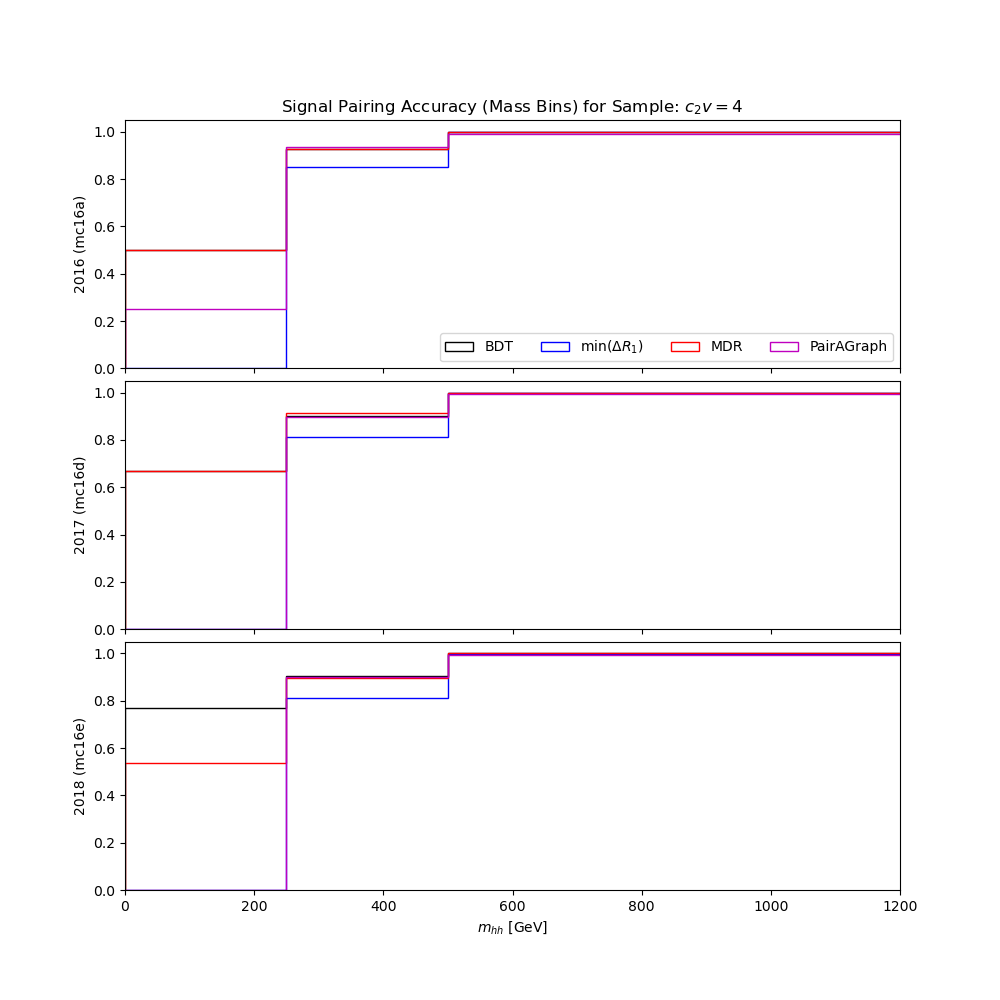 Signal Pairing Accuracy (Mass Bins) for Sample: c₂v = 4
1.0
0.8
0.6
0.4
0.2
0.0
2016 (mc16a)
BDT min(ΔR₁) MDR PairAGraph
1.0
0.8
0.6
0.4
0.2
0.0
2017 (mc16d)
1.0
0.8
0.6
0.4
0.2
0.0
2018 (mc16e)
0 200 400 600 800 1000 1200
m_{hh} [GeV]